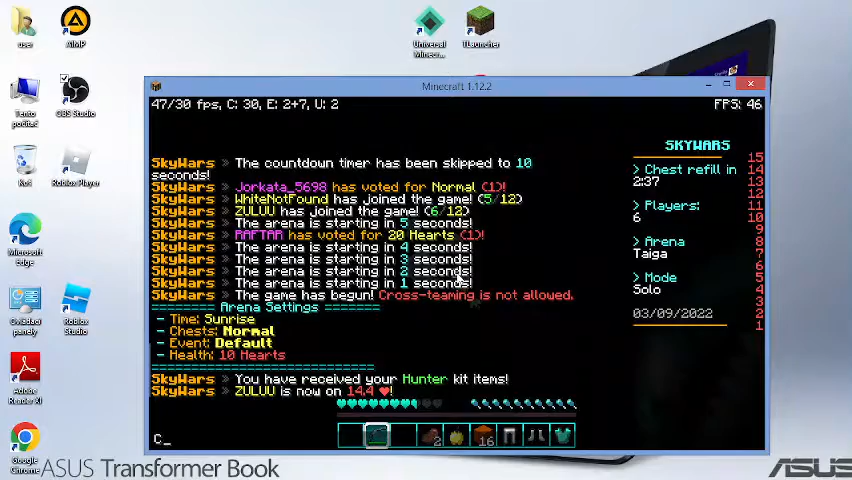 user
AIMP
Universal Minecr...
TLauncher
Tento počítač
OBS Studio
Koš
Roblox Player
Microsoft Edge
Ovládací panely
Roblox Studio
Adobe Reader XI
Google Chrome
ASUS Transformer Book
ASUS
Minecraft 1.12.2
47/30 fps, C: 30, E: 2+7, U: 2
FPS: 46
SkyWars » The countdown timer has been skipped to 10
seconds!
SkyWars » Jorkata_5698 has voted for Normal (1)!
SkyWars » WhiteNotFound has joined the game! (5/12)
SkyWars » ZULUU has joined the game! (6/12)
SkyWars » The arena is starting in 5 seconds!
SkyWars » RAFTAR has voted for 20 Hearts (1)!
SkyWars » The arena is starting in 4 seconds!
SkyWars » The arena is starting in 3 seconds!
SkyWars » The arena is starting in 2 seconds!
SkyWars » The arena is starting in 1 seconds!
SkyWars » The game has begun! Cross-teaming is not allowed.
======== Arena Settings =======
- Time: Sunrise
- Chests: Normal
- Event: Default
- Health: 10 Hearts
SkyWars » You have received your Hunter kit items!
SkyWars » ZULUU is now on 14.4 ♥!
2
16
C_
SKYWARS
15
> Chest refill in 14
2:37 13
12
> Players: 11
6 10
9
> Arena 8
Taiga 7
6
> Mode 5
Solo 4
3
03/09/2022 2
1